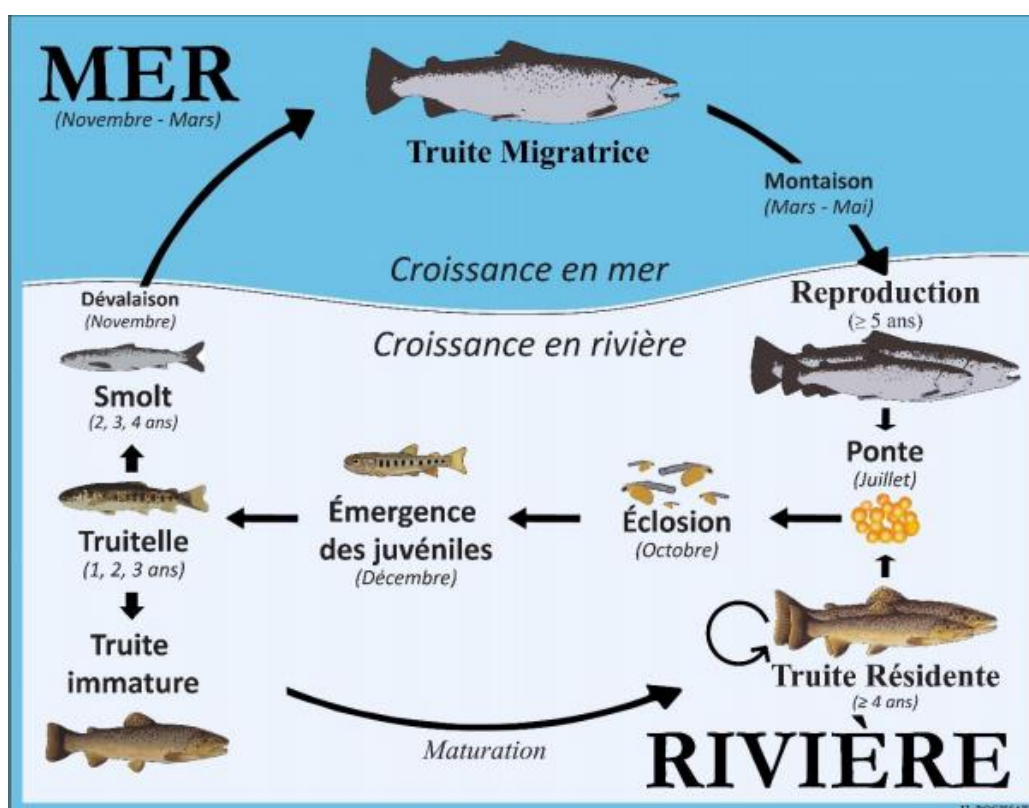 MER
(Novembre - Mars)
Truite Migratrice
Montaison
(Mars - Mai)
Croissance en mer
Dévalaison
(Novembre)
Reproduction
(≥ 5 ans)
Croissance en rivière
Smolt
(2, 3, 4 ans)
Ponte
(Juillet)
Émergence
des juvéniles
(Décembre)
Éclosion
(Octobre)
Truitelle
(1, 2, 3 ans)
Truite
immature
Truite Résidente
(≥ 4 ans)
Maturation
RIVIÈRE